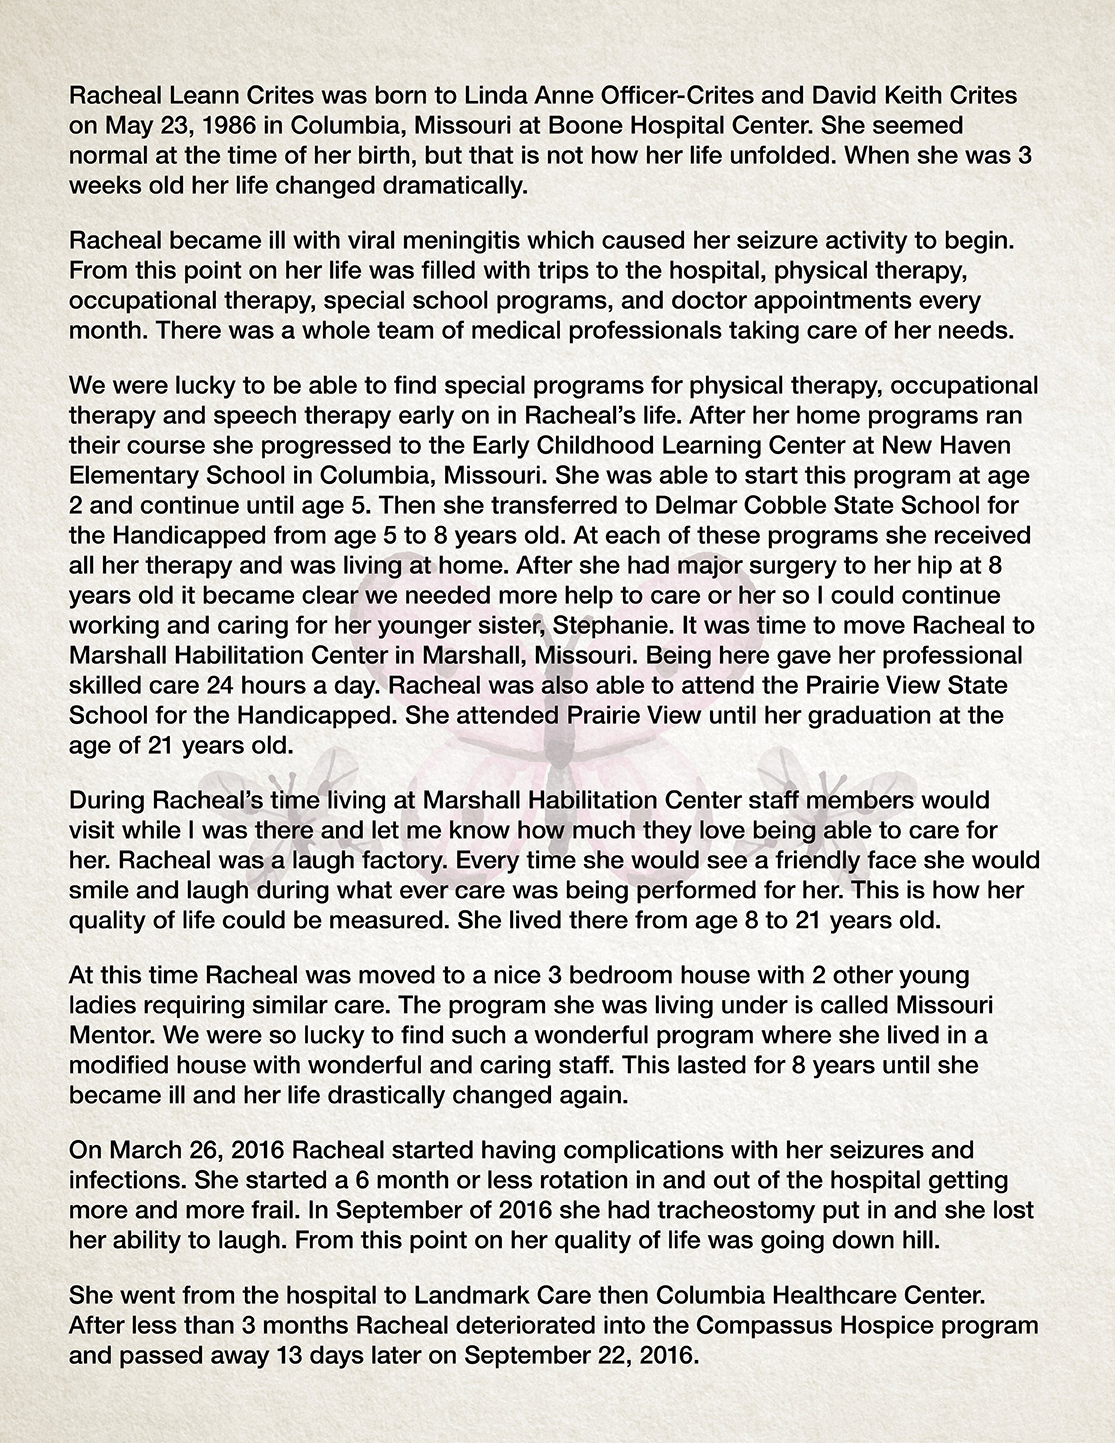 Racheal Leann Crites was born to Linda Anne Officer-Crites and David Keith Crites
on May 23, 1986 in Columbia, Missouri at Boone Hospital Center. She seemed
normal at the time of her birth, but that is not how her life unfolded. When she was 3
weeks old her life changed dramatically.
Racheal became ill with viral meningitis which caused her seizure activity to begin.
From this point on her life was filled with trips to the hospital, physical therapy,
occupational therapy, special school programs, and doctor appointments every
month. There was a whole team of medical professionals taking care of her needs.
We were lucky to be able to find special programs for physical therapy, occupational
therapy and speech therapy early on in Racheal’s life. After her home programs ran
their course she progressed to the Early Childhood Learning Center at New Haven
Elementary School in Columbia, Missouri. She was able to start this program at age
2 and continue until age 5. Then she transferred to Delmar Cobble State School for
the Handicapped from age 5 to 8 years old. At each of these programs she received
all her therapy and was living at home. After she had major surgery to her hip at 8
years old it became clear we needed more help to care or her so I could continue
working and caring for her younger sister, Stephanie. It was time to move Racheal to
Marshall Habilitation Center in Marshall, Missouri. Being here gave her professional
skilled care 24 hours a day. Racheal was also able to attend the Prairie View State
School for the Handicapped. She attended Prairie View until her graduation at the
age of 21 years old.
During Racheal’s time living at Marshall Habilitation Center staff members would
visit while I was there and let me know how much they love being able to care for
her. Racheal was a laugh factory. Every time she would see a friendly face she would
smile and laugh during what ever care was being performed for her. This is how her
quality of life could be measured. She lived there from age 8 to 21 years old.
At this time Racheal was moved to a nice 3 bedroom house with 2 other young
ladies requiring similar care. The program she was living under is called Missouri
Mentor. We were so lucky to find such a wonderful program where she lived in a
modified house with wonderful and caring staff. This lasted for 8 years until she
became ill and her life drastically changed again.
On March 26, 2016 Racheal started having complications with her seizures and
infections. She started a 6 month or less rotation in and out of the hospital getting
more and more frail. In September of 2016 she had tracheostomy put in and she lost
her ability to laugh. From this point on her quality of life was going down hill.
She went from the hospital to Landmark Care then Columbia Healthcare Center.
After less than 3 months Racheal deteriorated into the Compassus Hospice program
and passed away 13 days later on September 22, 2016.